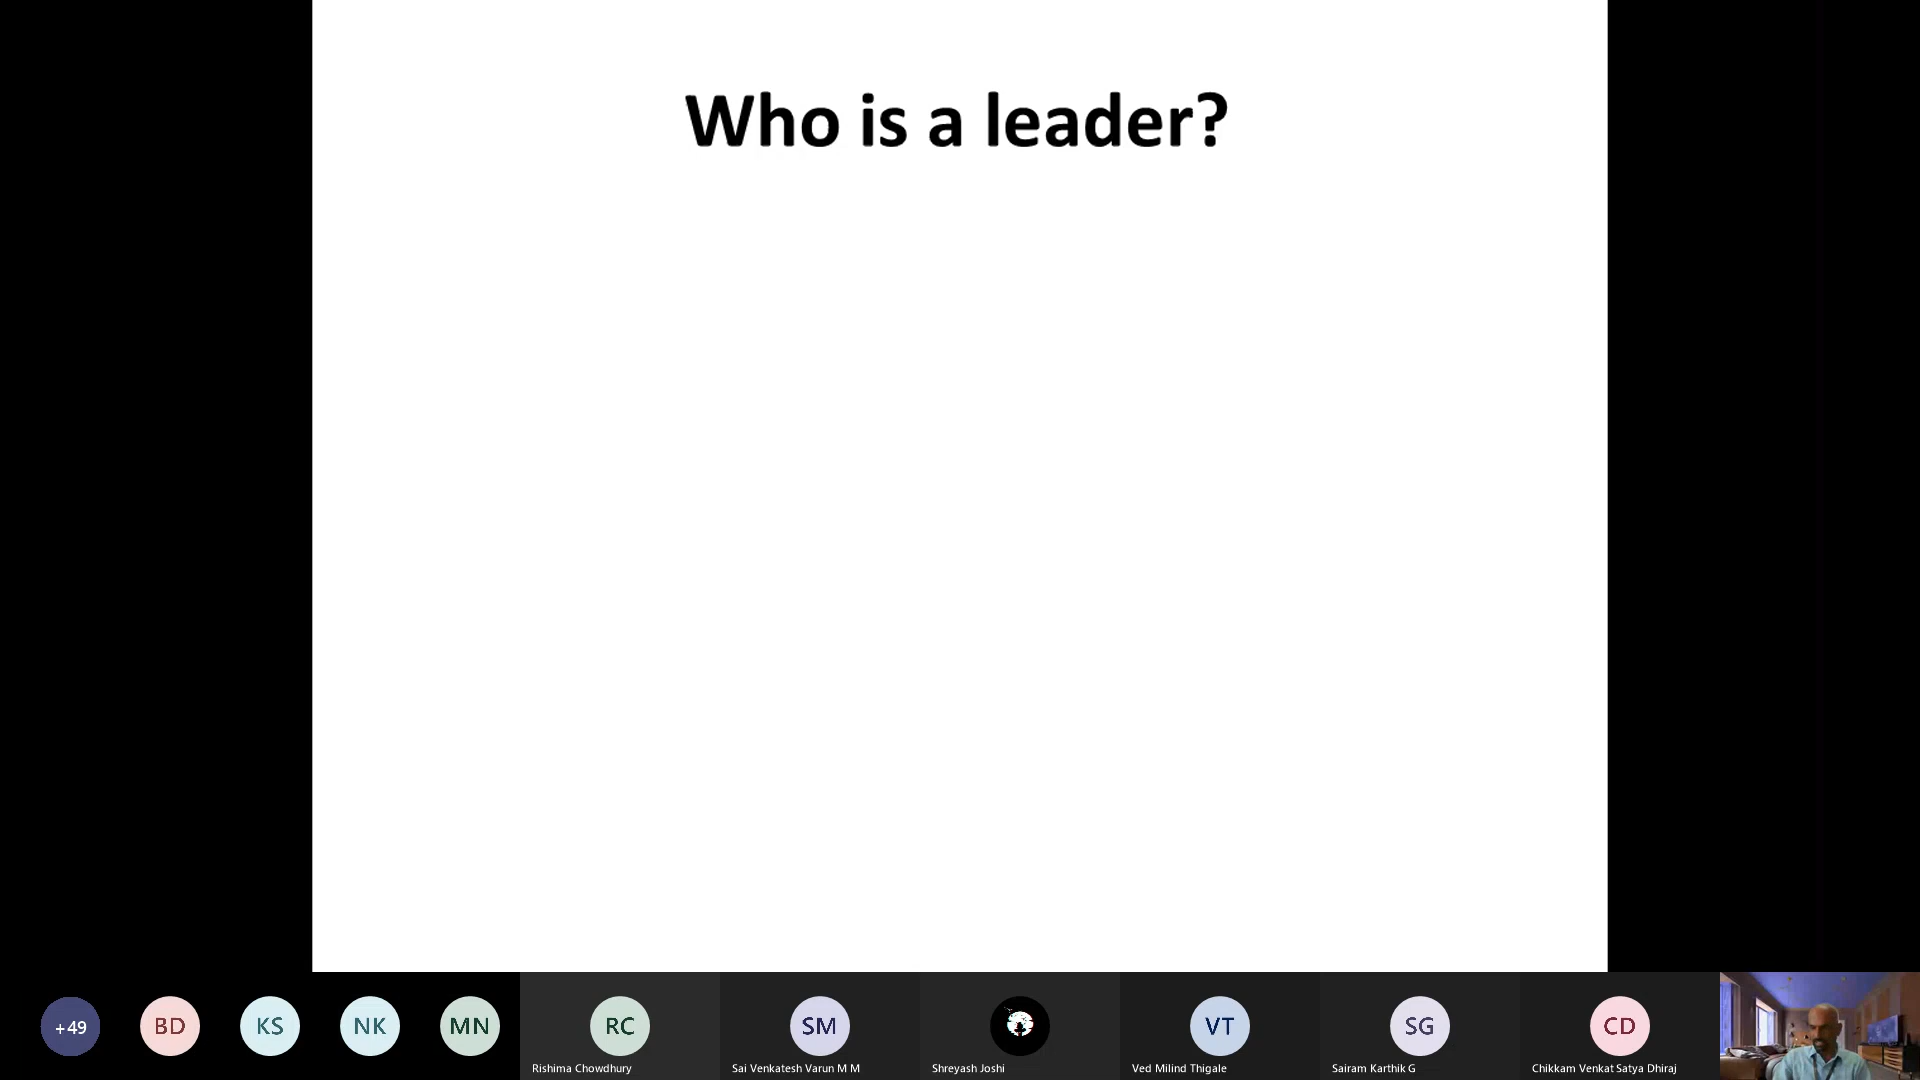 Who is a leader?
+49
BD
KS
NK
MN
RC
SM
VT
SG
CD
Rishima Chowdhury
Sai Venkatesh Varun M M
Shreyash Joshi
Ved Milind Thigale
Sairam Karthik G
Chikkam Venkat Satya Dhiraj